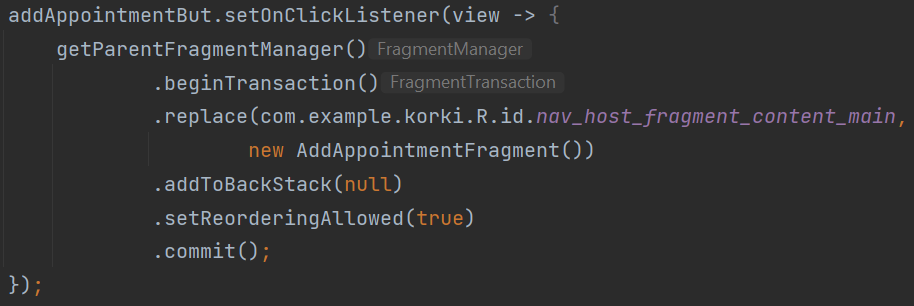 addAppointmentBut.setOnClickListener(view -> {
getParentFragmentManager() FragmentManager
.beginTransaction() FragmentTransaction
.replace(com.example.korki.R.id.nav_host_fragment_content_main,
new AddAppointmentFragment())
.addToBackStack(null)
.setReorderingAllowed(true)
.commit();
});